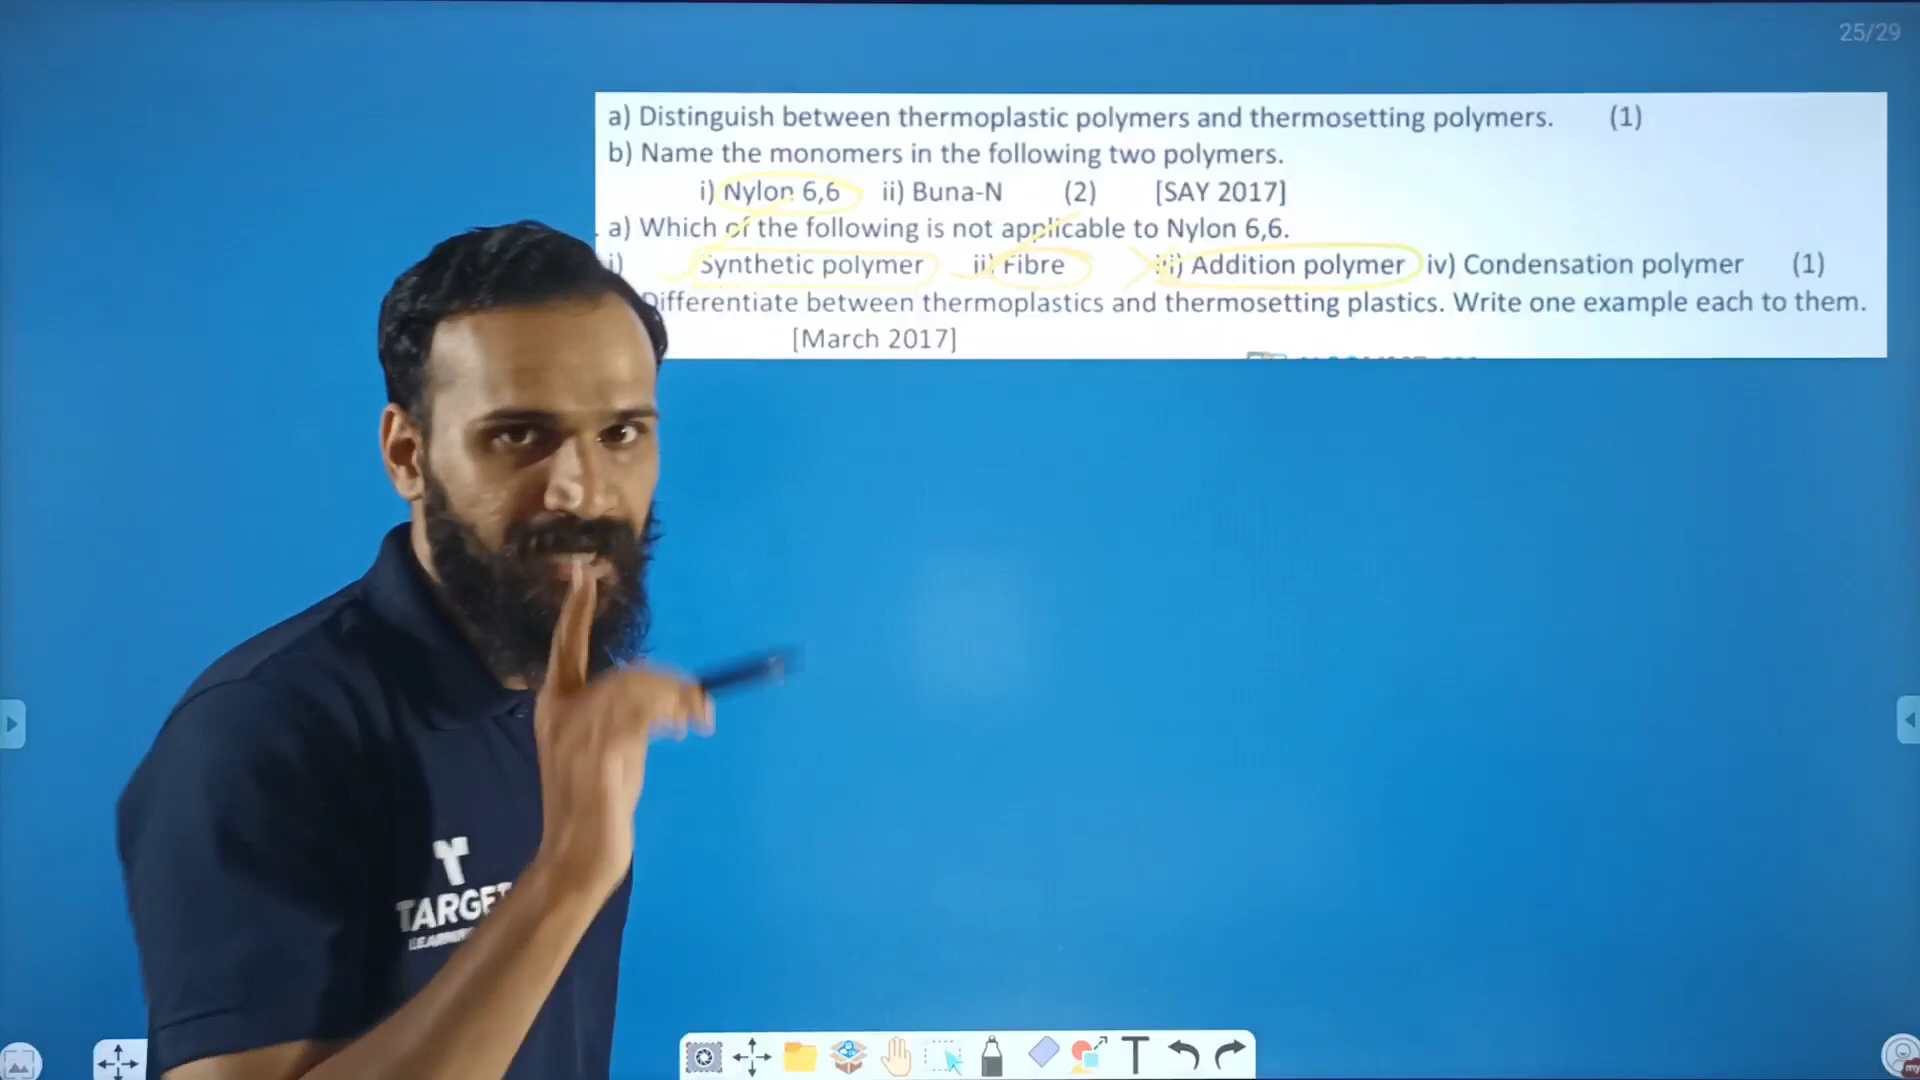 25/29
a) Distinguish between thermoplastic polymers and thermosetting polymers. (1)
b) Name the monomers in the following two polymers.
i) Nylon 6,6 ii) Buna-N (2) [SAY 2017]
. a) Which of the following is not applicable to Nylon 6,6.
i) Synthetic polymer ii) Fibre iii) Addition polymer iv) Condensation polymer (1)
Differentiate between thermoplastics and thermosetting plastics. Write one example each to them.
[March 2017]
TARGET
T
my